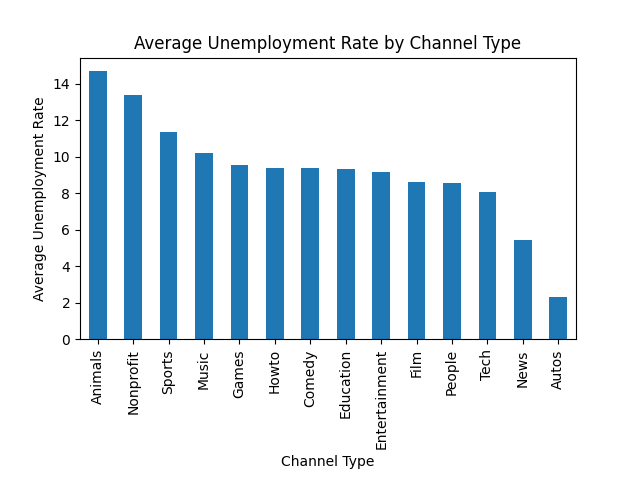 Average Unemployment Rate by Channel Type
Average Unemployment Rate
14
12
10
8
6
4
2
0
Animals
Nonprofit
Sports
Music
Games
Howto
Comedy
Education
Entertainment
Film
People
Tech
News
Autos
Channel Type